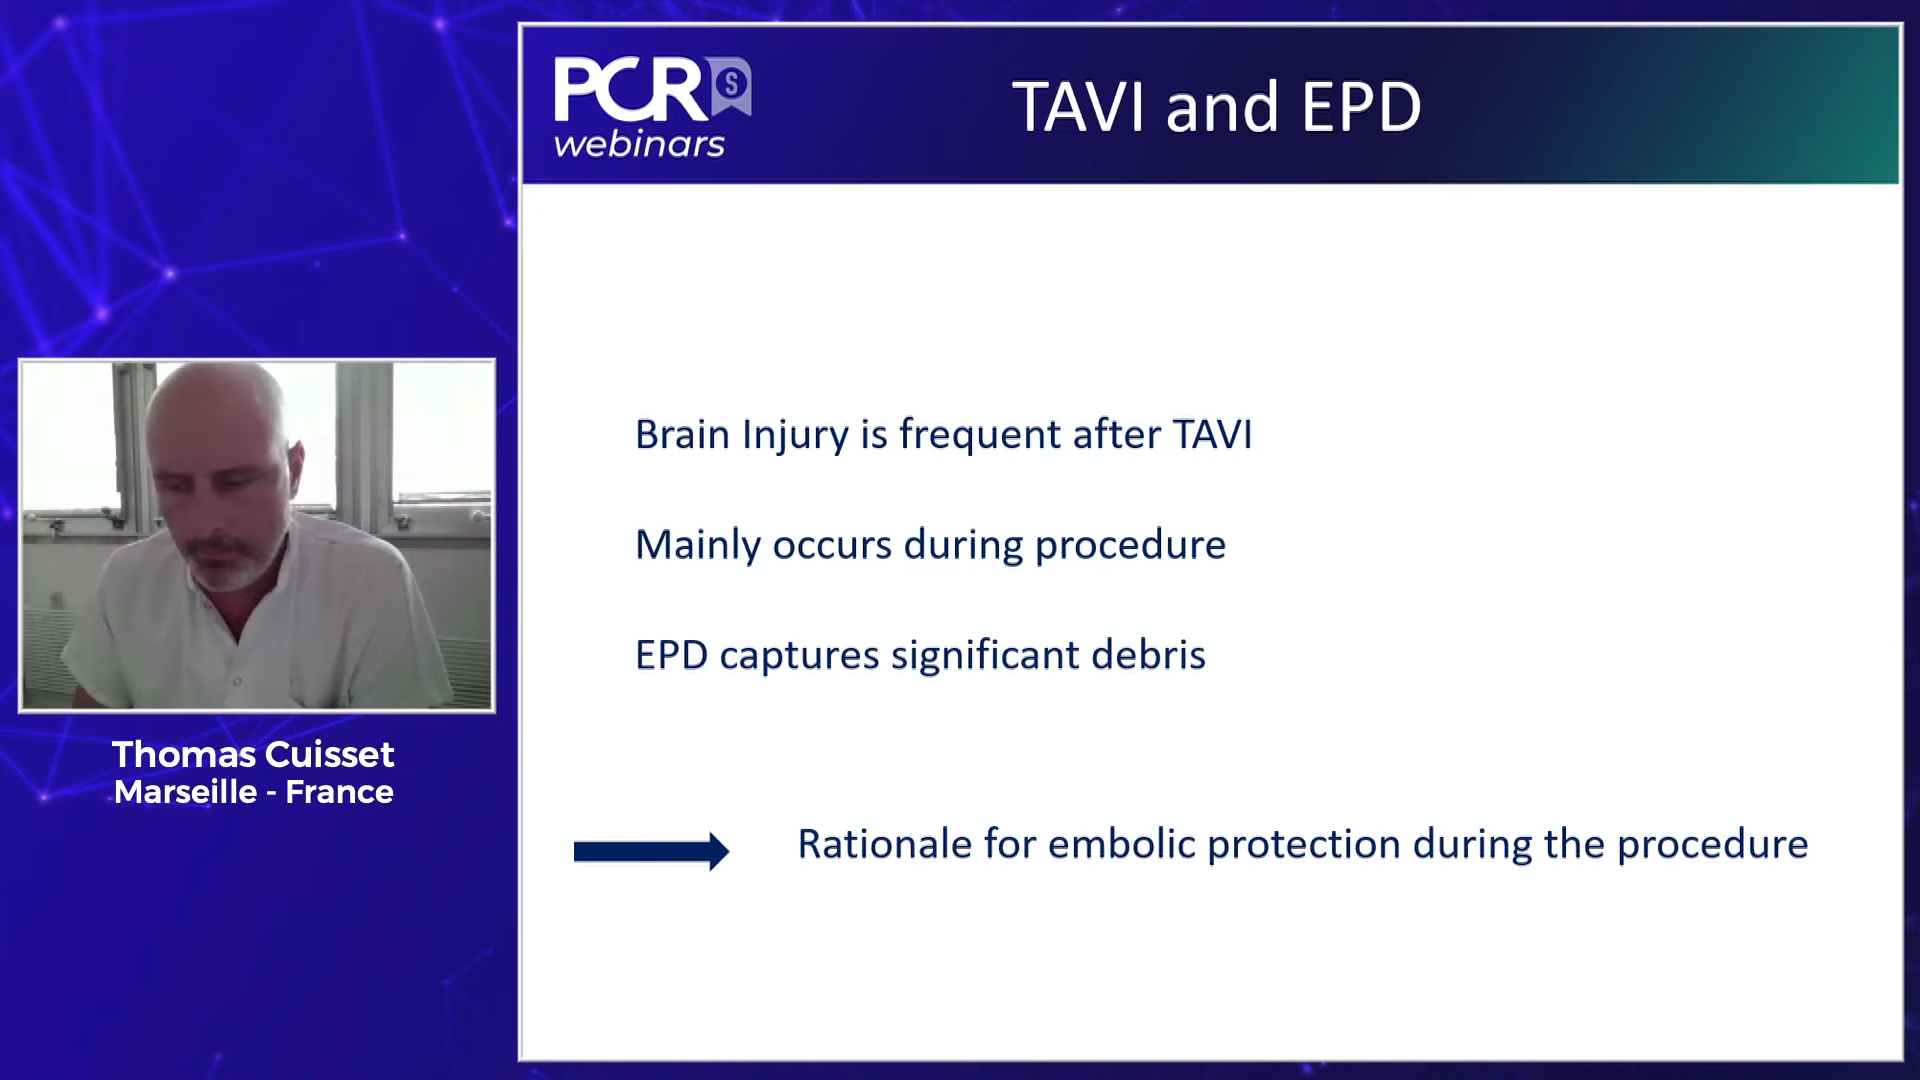 PCR S
webinars
TAVI and EPD
Brain Injury is frequent after TAVI
Mainly occurs during procedure
EPD captures significant debris
Rationale for embolic protection during the procedure
Thomas Cuisset
Marseille - France